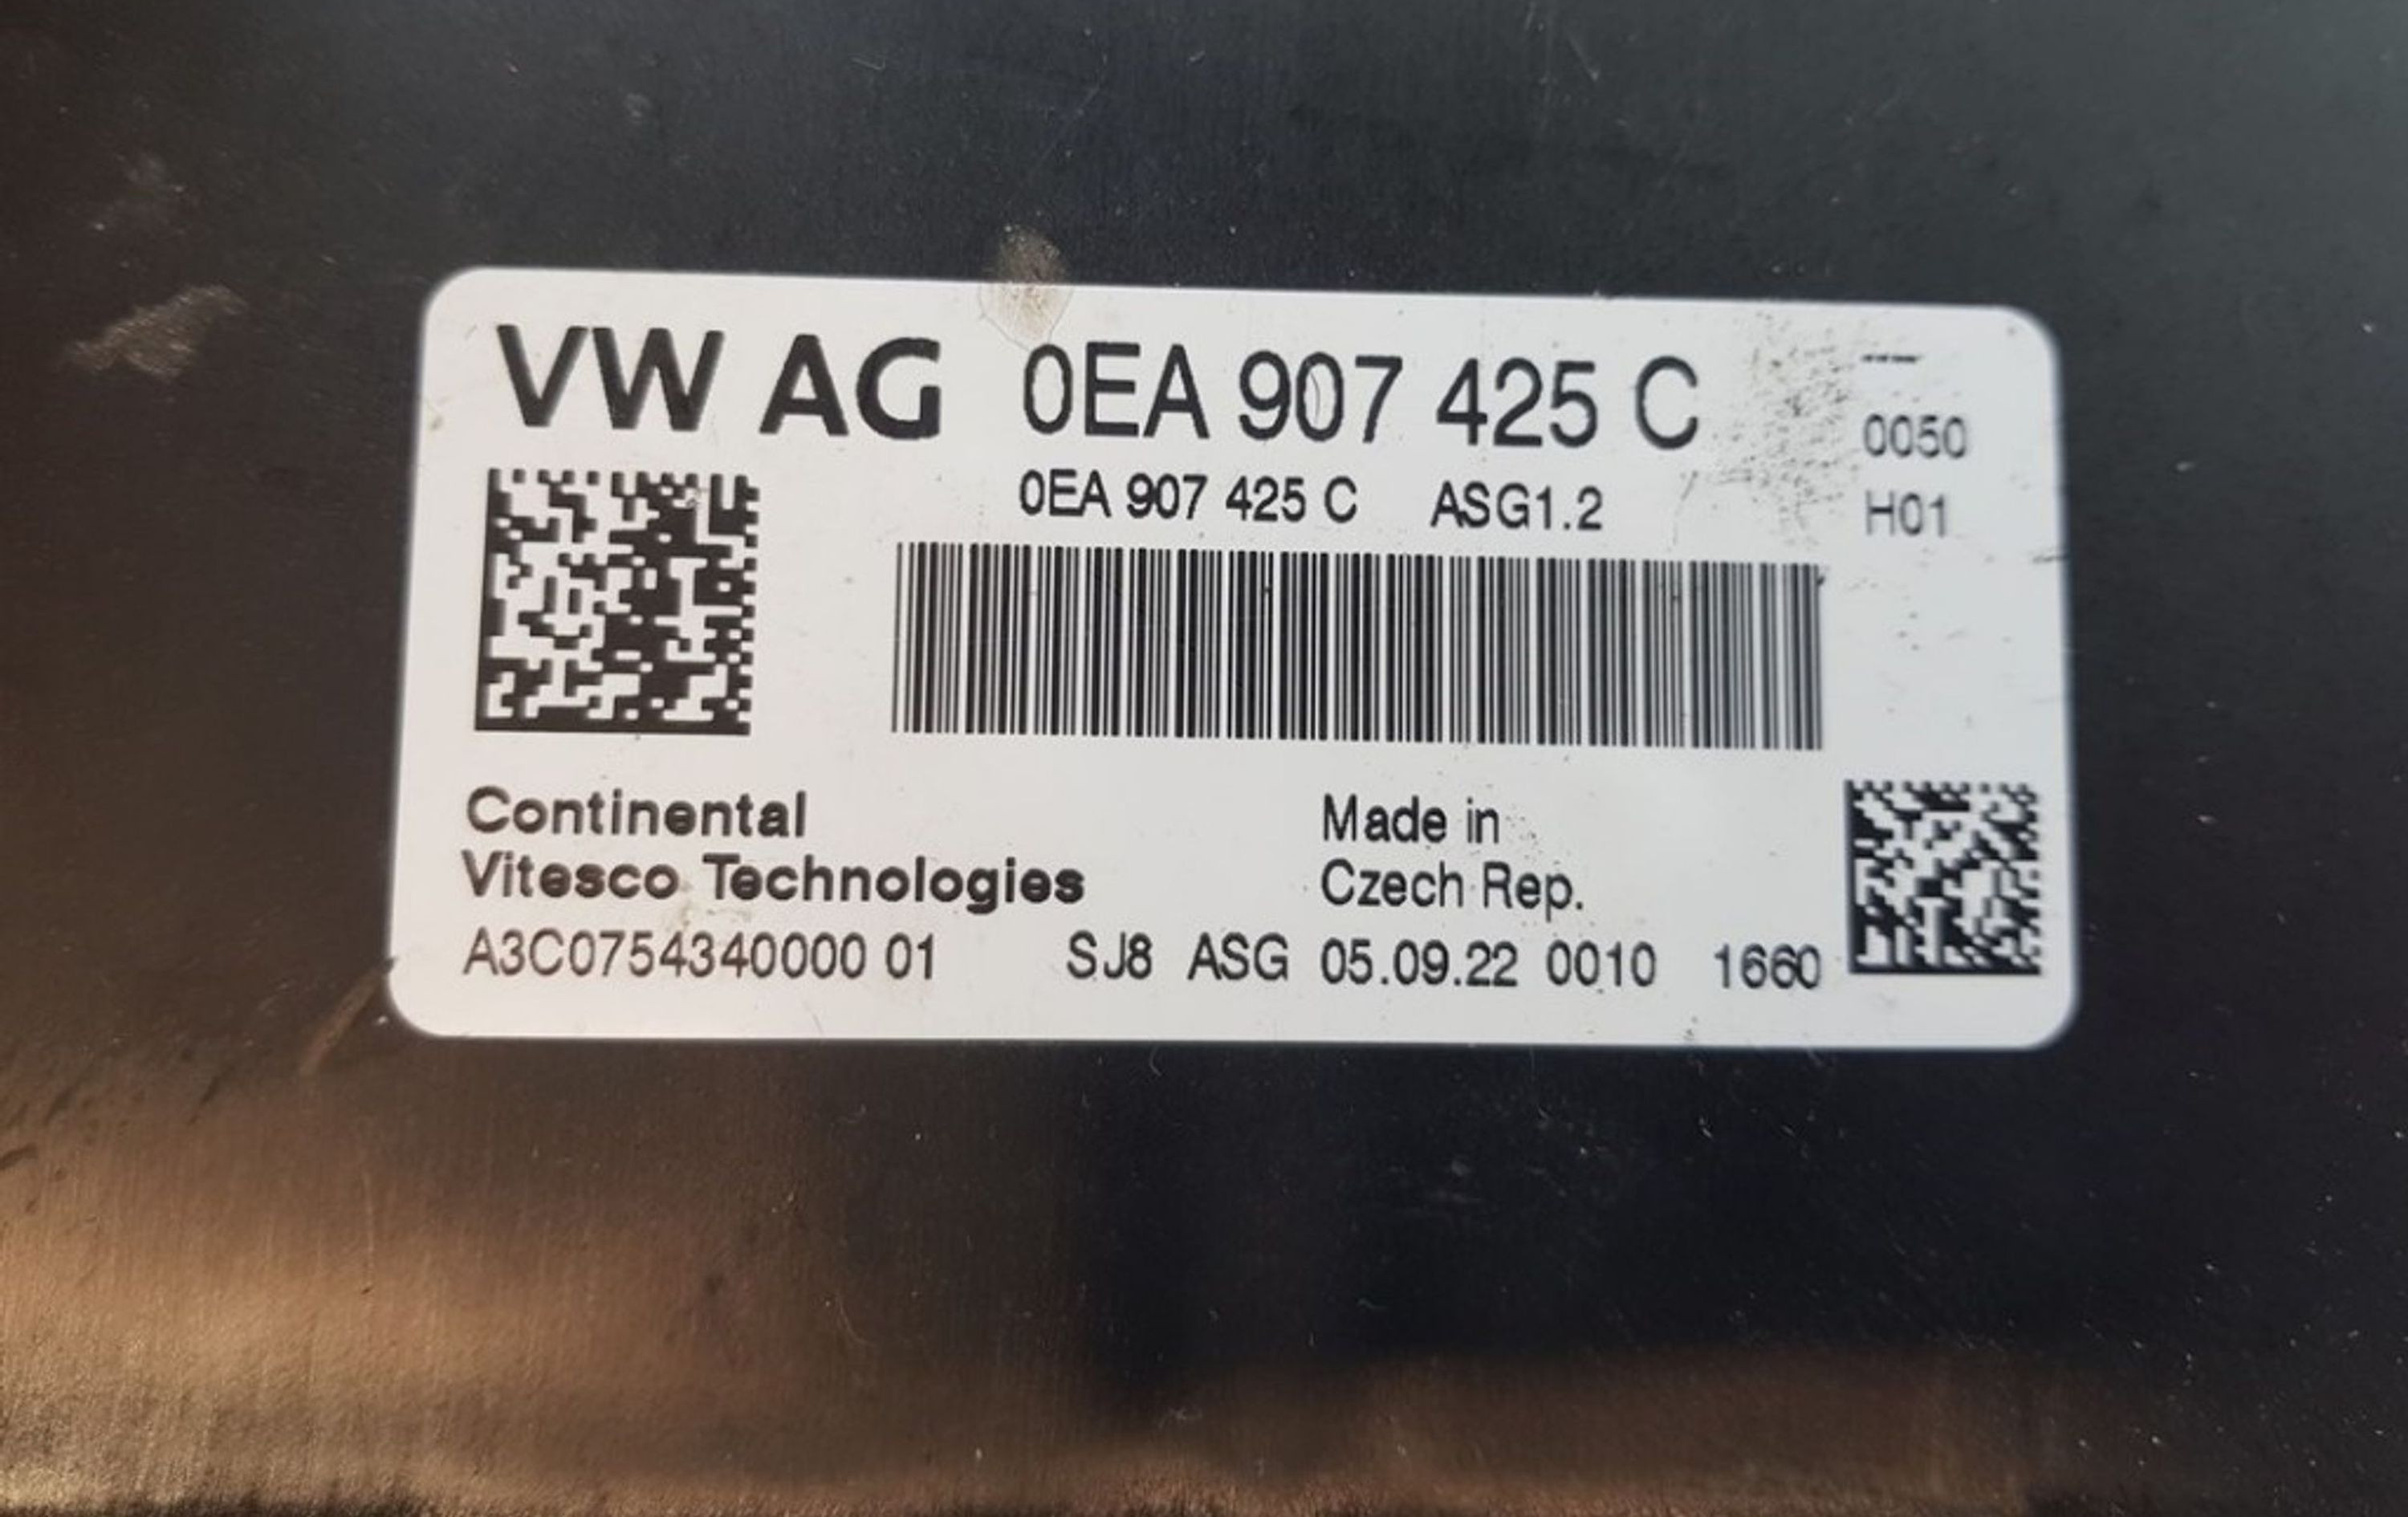 VW AG 0EA 907 425 C --
0050
0EA 907 425 C ASG1.2 H01
Continental
Vitesco Technologies
Made in
Czech Rep.
A3C0754340000 01 SJ8 ASG 05.09.22 0010 1660